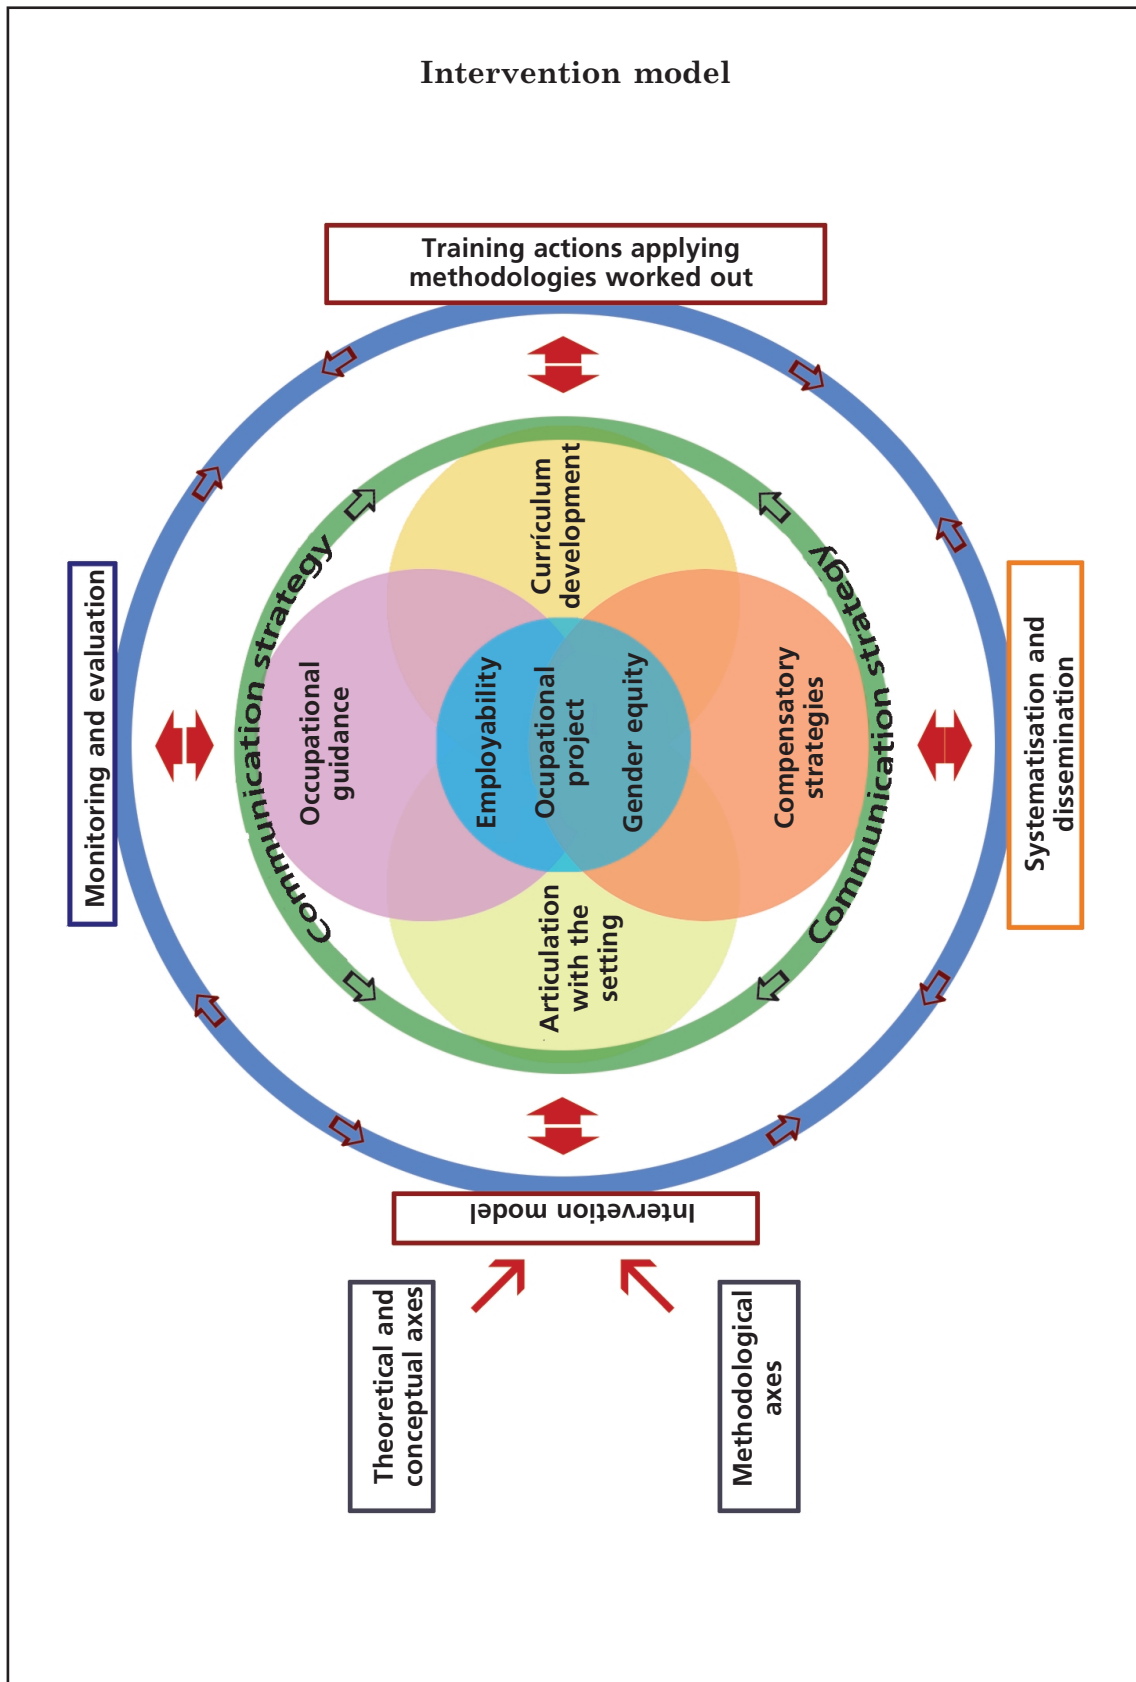 Intervention model
Training actions applying
methodologies worked out
Monitoring and evaluation
Communication strategy
Occupational
guidance
Currículum
development
Employability
Ocupational
project
Gender equity
Compensatory
strategies
Articulation
with the
setting
Communication strategy
Systematisation and
dissemination
Intervetion model
Theoretical and
conceptual axes
Methodological
axes